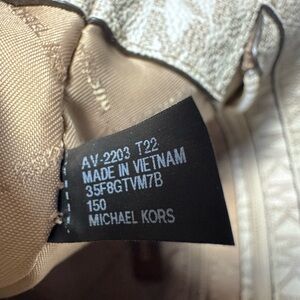 AV-2203 T22
MADE IN VIETNAM
35F8GTVM7B
150
MICHAEL KORS